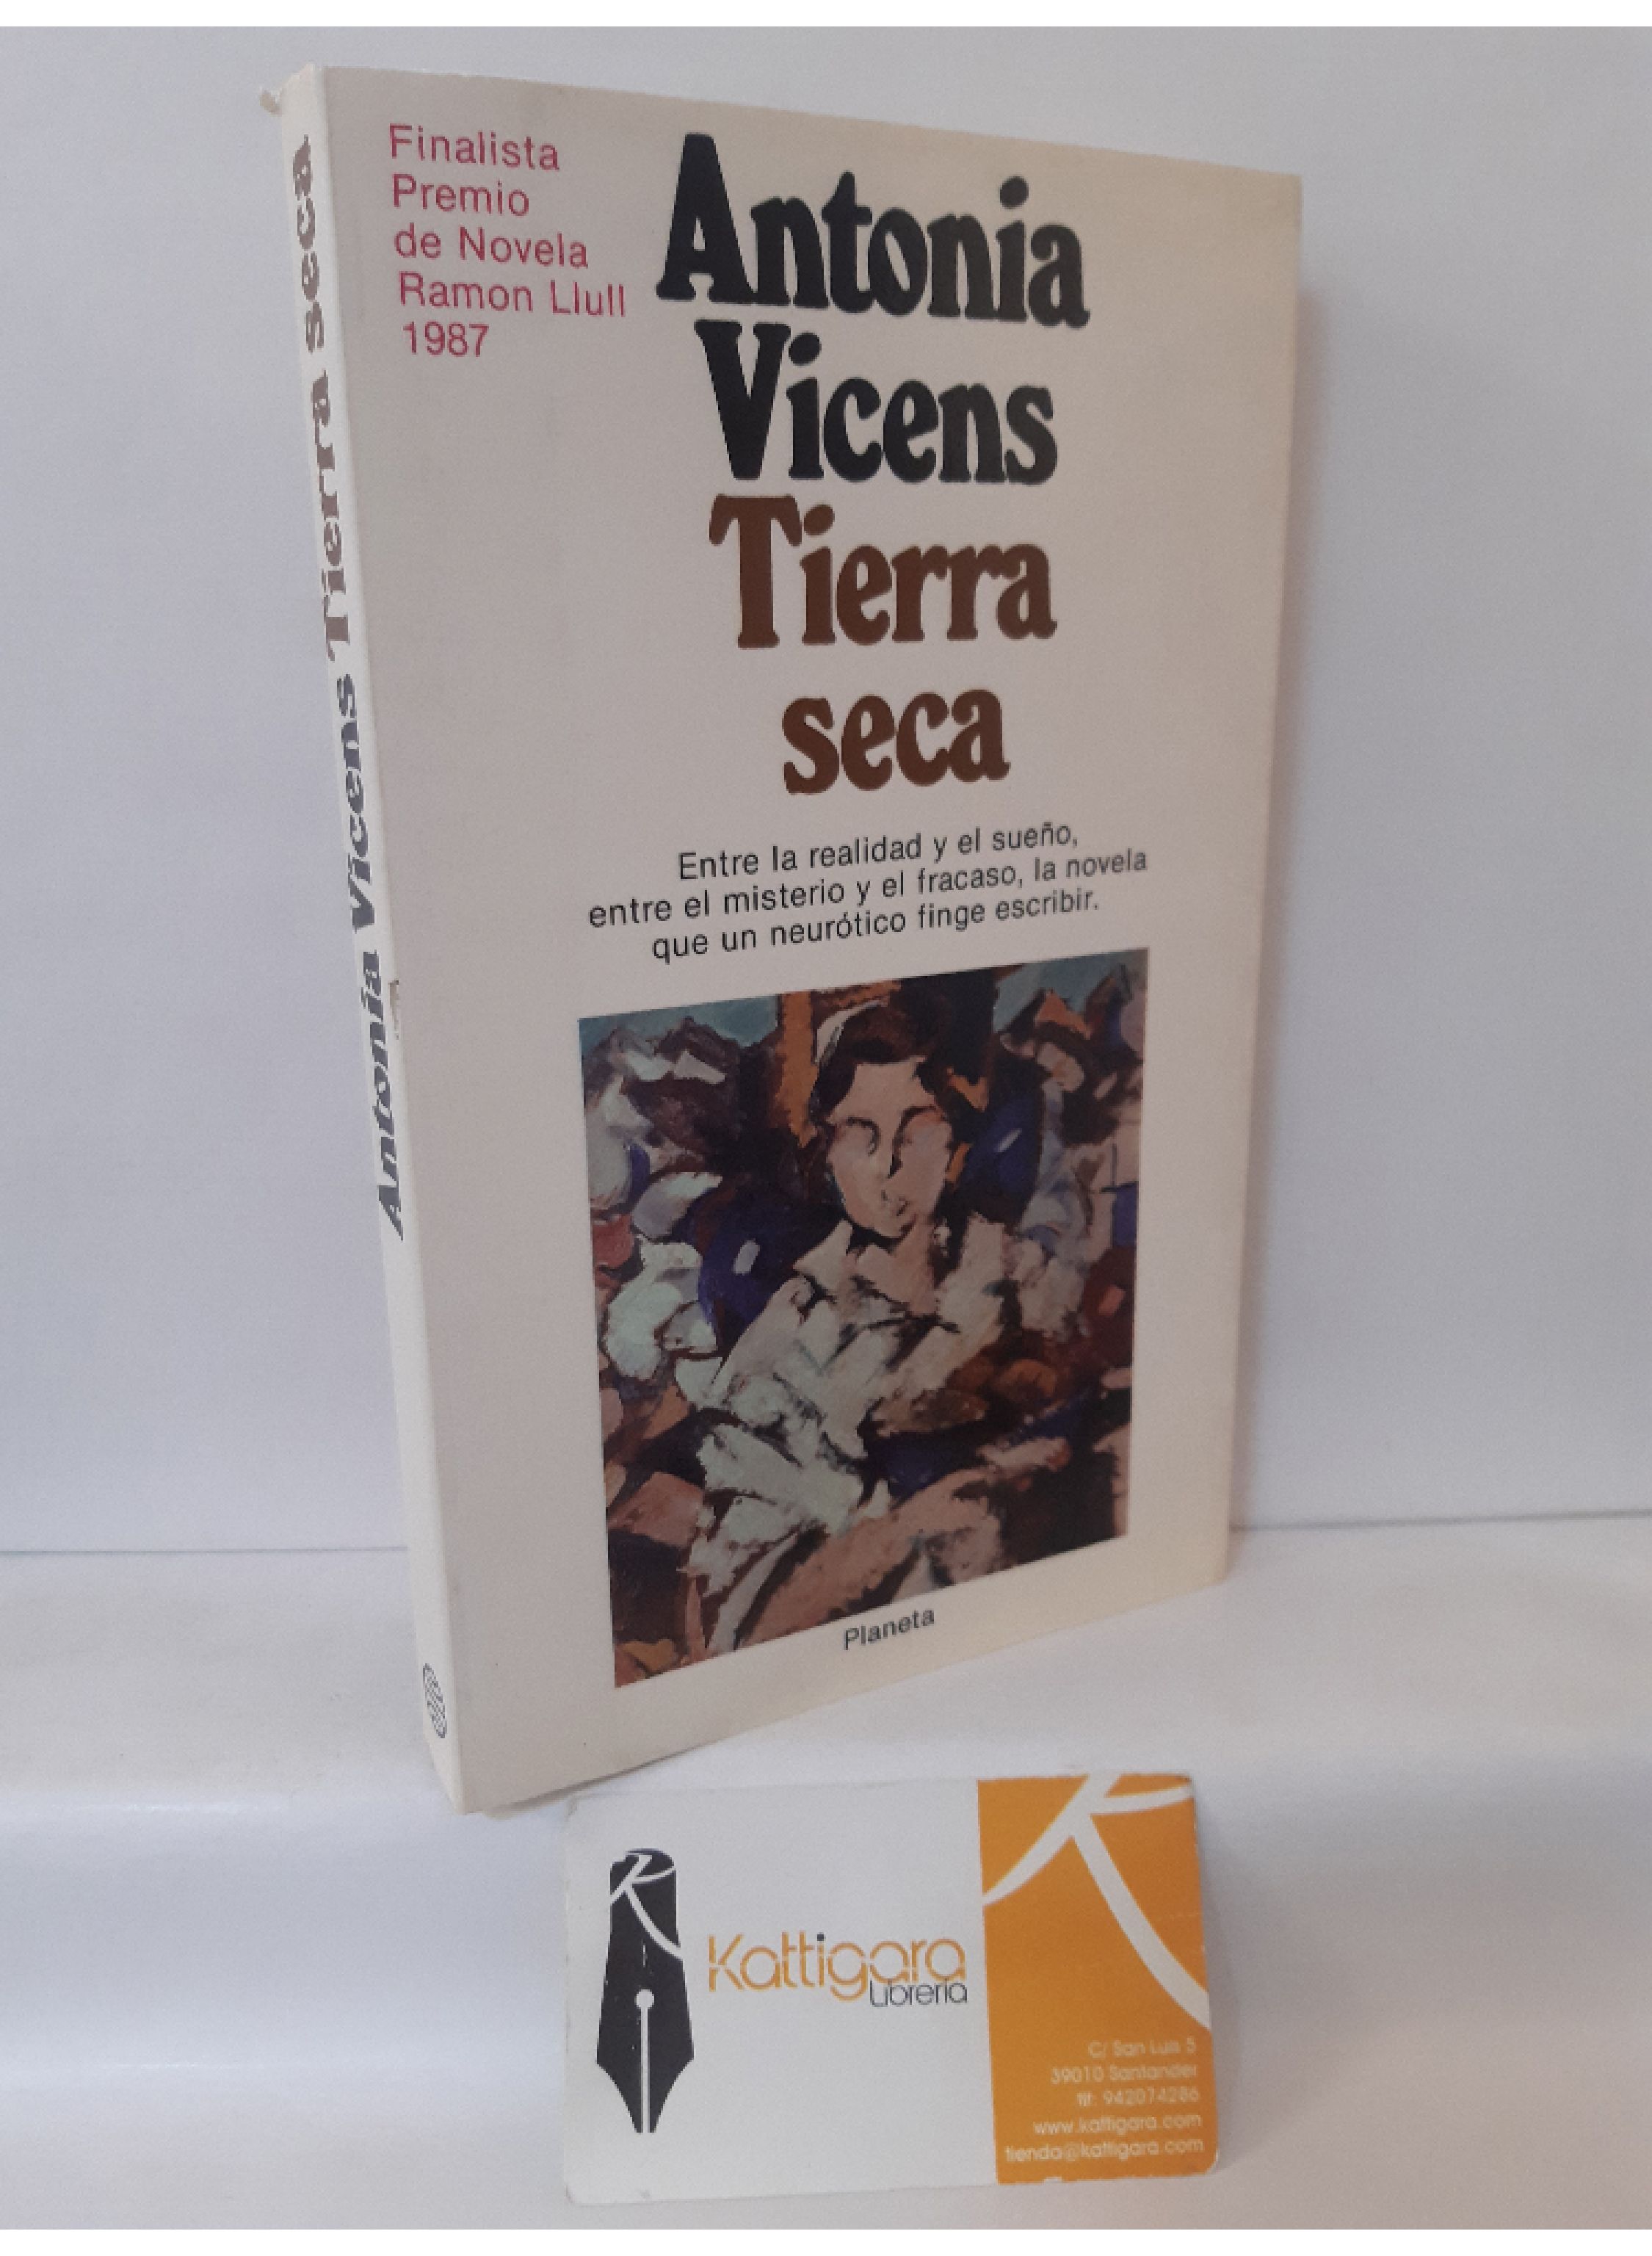 Finalista
Premio
de Novela
Ramon Llull
1987
Antonia
Vicens
Tierra
seca
Entre la realidad y el sueño,
entre el misterio y el fracaso, la novela
que un neurótico finge escribir.
Planeta
Antonia Vicens Tierra seca
Kattigara
Librería
C/ San Luis 5
39010 Santander
tlf: 942074286
www.kattigara.com
tienda@kattigara.com